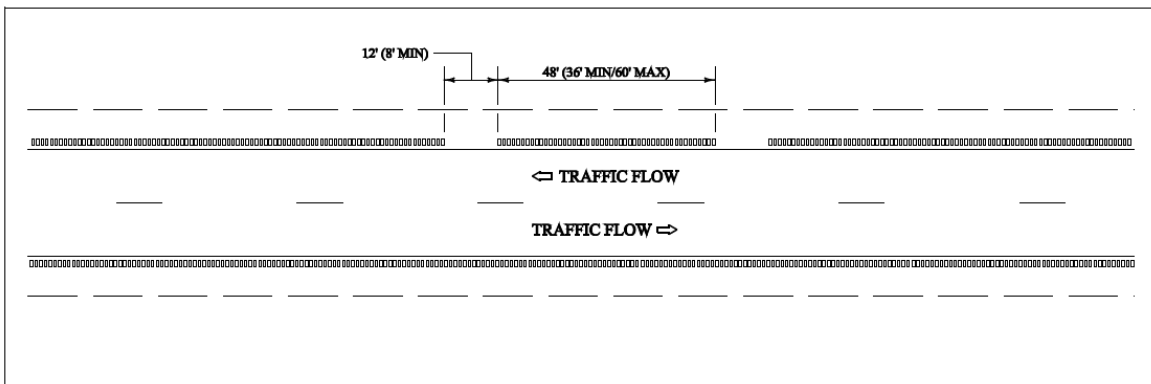 12' (8' MIN)
48' (36' MIN/60' MAX)
TRAFFIC FLOW
TRAFFIC FLOW